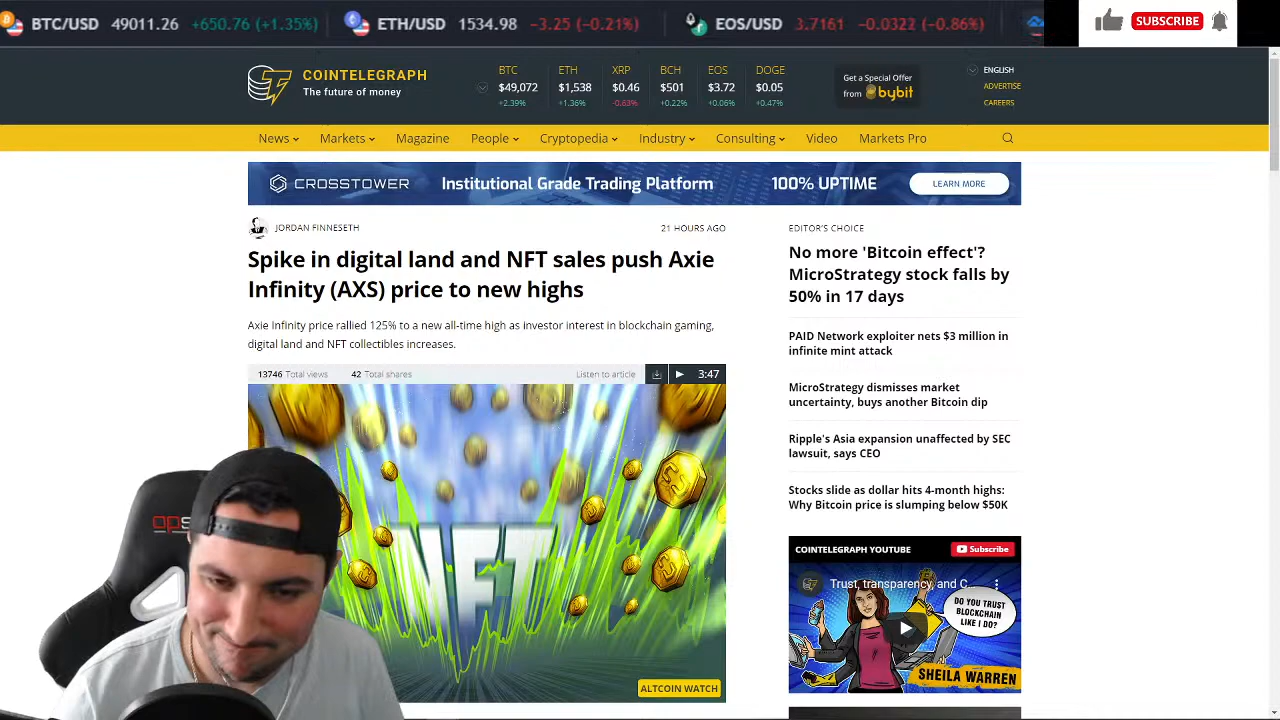 BTC/USD 49011.26 +650.76 (+1.35%) ETH/USD 1534.98 −3.25 (−0.21%) EOS/USD 3.7161 −0.0322 (−0.86%)
SUBSCRIBE
COINTELEGRAPH
The future of money
BTC ETH XRP BCH EOS DOGE
$49,072 $1,538 $0.46 $501 $3.72 $0.05
+2.39% +1.36% -0.63% +0.22% +0.06% +0.47%
Get a Special Offer
from bybit
ENGLISH
ADVERTISE
CAREERS
News Markets Magazine People Cryptopedia Industry Consulting Video Markets Pro
CROSSTOWER Institutional Grade Trading Platform 100% UPTIME LEARN MORE
JORDAN FINNESETH 21 HOURS AGO
Spike in digital land and NFT sales push Axie
Infinity (AXS) price to new highs
Axie Infinity price rallied 125% to a new all-time high as investor interest in blockchain gaming,
digital land and NFT collectibles increases.
13746 Total views 42 Total shares Listen to article 3:47
NFT
ALTCOIN WATCH
EDITOR'S CHOICE
No more 'Bitcoin effect'?
MicroStrategy stock falls by
50% in 17 days
PAID Network exploiter nets $3 million in
infinite mint attack
MicroStrategy dismisses market
uncertainty, buys another Bitcoin dip
Ripple's Asia expansion unaffected by SEC
lawsuit, says CEO
Stocks slide as dollar hits 4-month highs:
Why Bitcoin price is slumping below $50K
COINTELEGRAPH YOUTUBE Subscribe
Trust, transparency, and C...
DO YOU TRUST
BLOCKCHAIN
LIKE I DO?
SHEILA WARREN